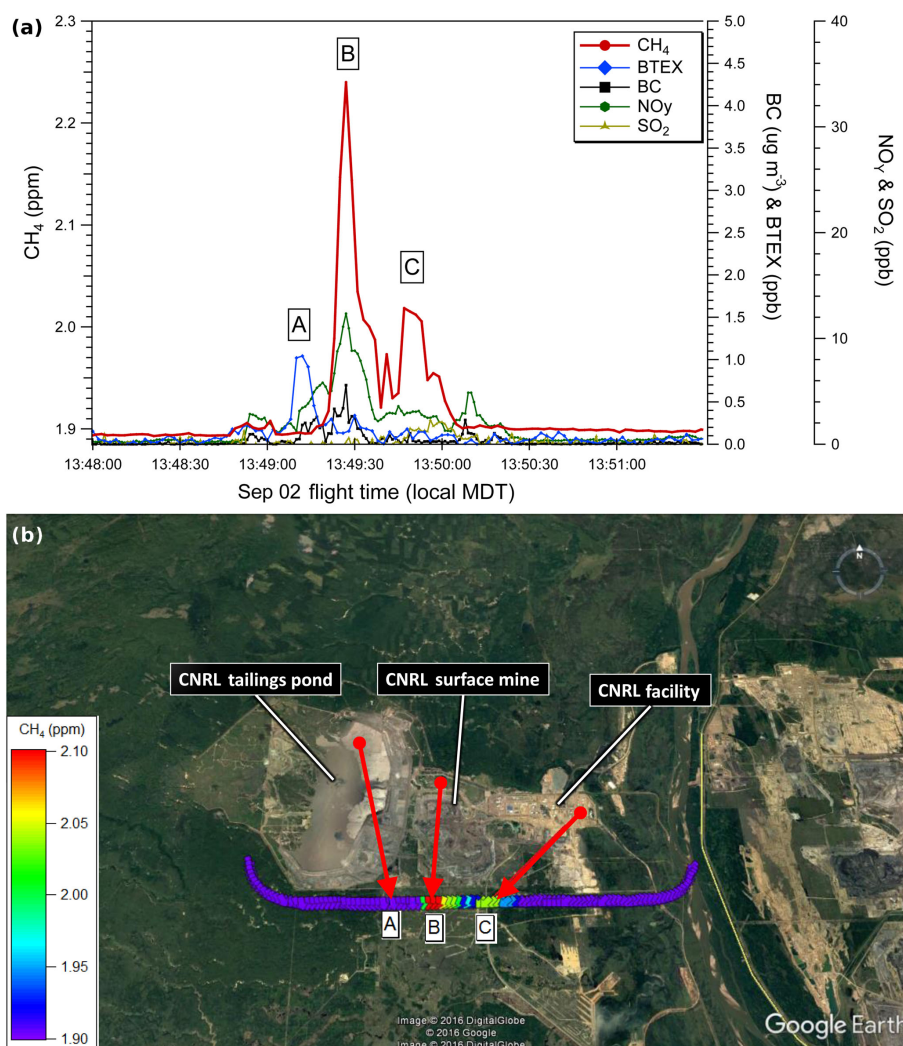 (a)
2.3
2.2
2.1
2.0
1.9
CH₄ (ppm)
A
B
C
CH₄
BTEX
BC
NOy
SO₂
5.0
4.5
4.0
3.5
3.0
2.5
2.0
1.5
1.0
0.5
0.0
BC (ug m⁻³) & BTEX (ppb)
40
30
20
10
0
NOY & SO₂ (ppb)
13:48:00 13:48:30 13:49:00 13:49:30 13:50:00 13:50:30 13:51:00
Sep 02 flight time (local MDT)
(b)
N
CNRL tailings pond
CNRL surface mine
CNRL facility
CH₄ (ppm)
2.10
2.05
2.00
1.95
1.90
A
B
C
Image © 2016 DigitalGlobe
© 2016 Google
Image © 2016 DigitalGlobe
Google Earth